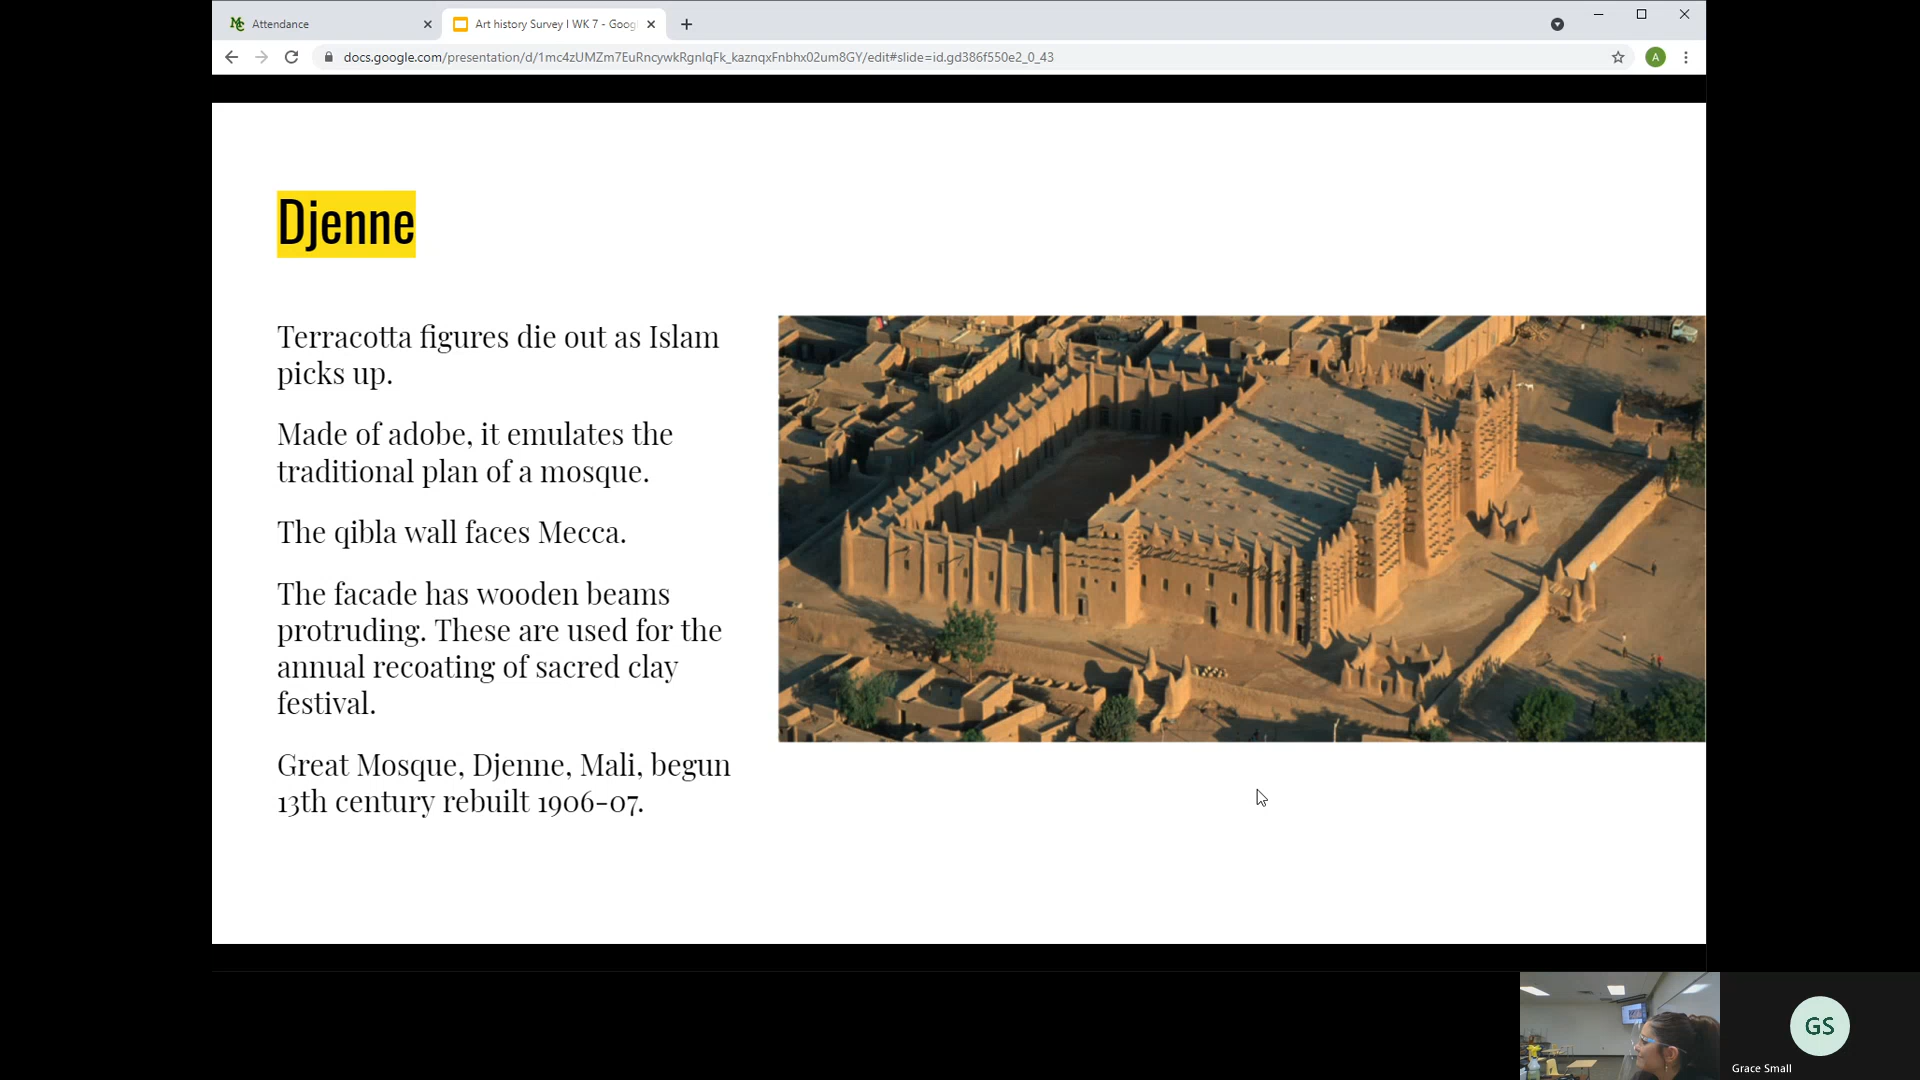 Attendance
Art history Survey I WK 7 - Goog
docs.google.com/presentation/d/1mc4zUMZm7EuRncywkRgnIqFk_kaznqxFnbhx02um8GY/edit#slide=id.gd386f550e2_0_43
A
Djenne
Terracotta figures die out as Islam
picks up.
Made of adobe, it emulates the
traditional plan of a mosque.
The qibla wall faces Mecca.
The facade has wooden beams
protruding. These are used for the
annual recoating of sacred clay
festival.
Great Mosque, Djenne, Mali, begun
13th century rebuilt 1906-07.
GS
Grace Small